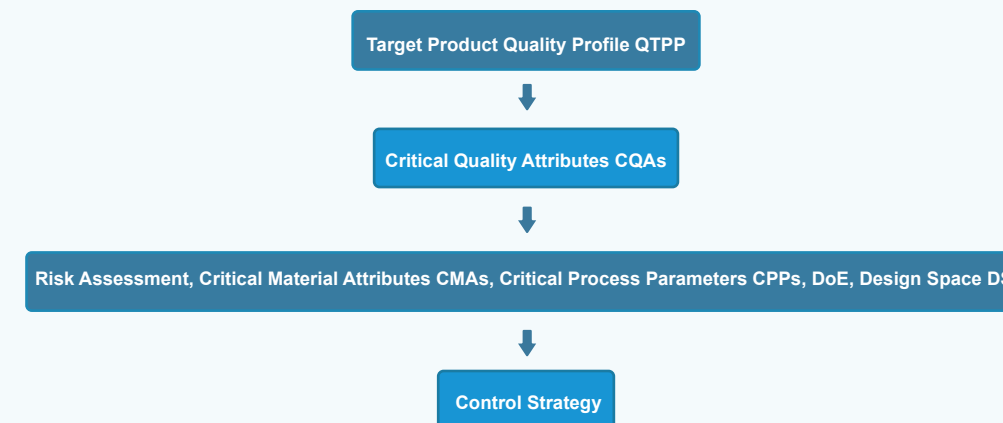 Target Product Quality Profile QTPP
Critical Quality Attributes CQAs
Risk Assessment, Critical Material Attributes CMAs, Critical Process Parameters CPPs, DoE, Design Space
Control Strategy